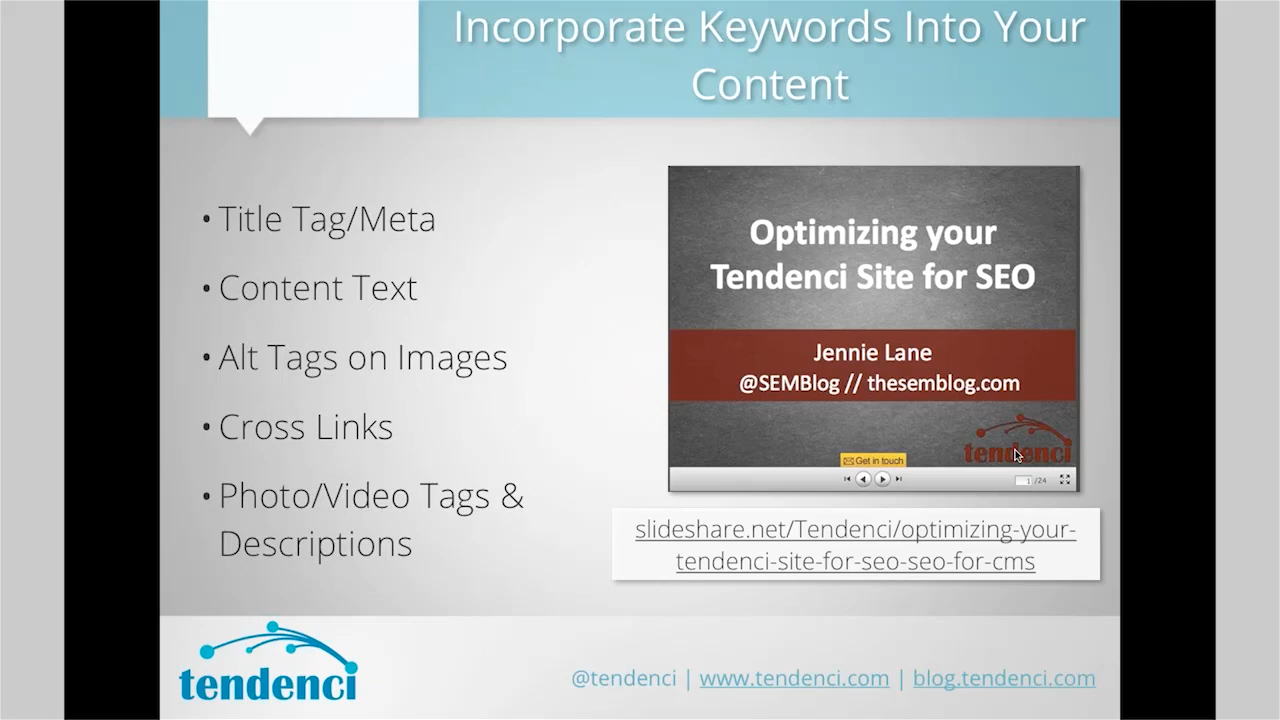 Incorporate Keywords Into Your
Content
• Title Tag/Meta
• Content Text
• Alt Tags on Images
• Cross Links
• Photo/Video Tags &
Descriptions
Optimizing your
Tendenci Site for SEO
Jennie Lane
@SEMBlog // thesemblog.com
tendenci
Get in touch
1 /24
slideshare.net/Tendenci/optimizing-your-
tendenci-site-for-seo-seo-for-cms
tendenci
@tendenci | www.tendenci.com | blog.tendenci.com